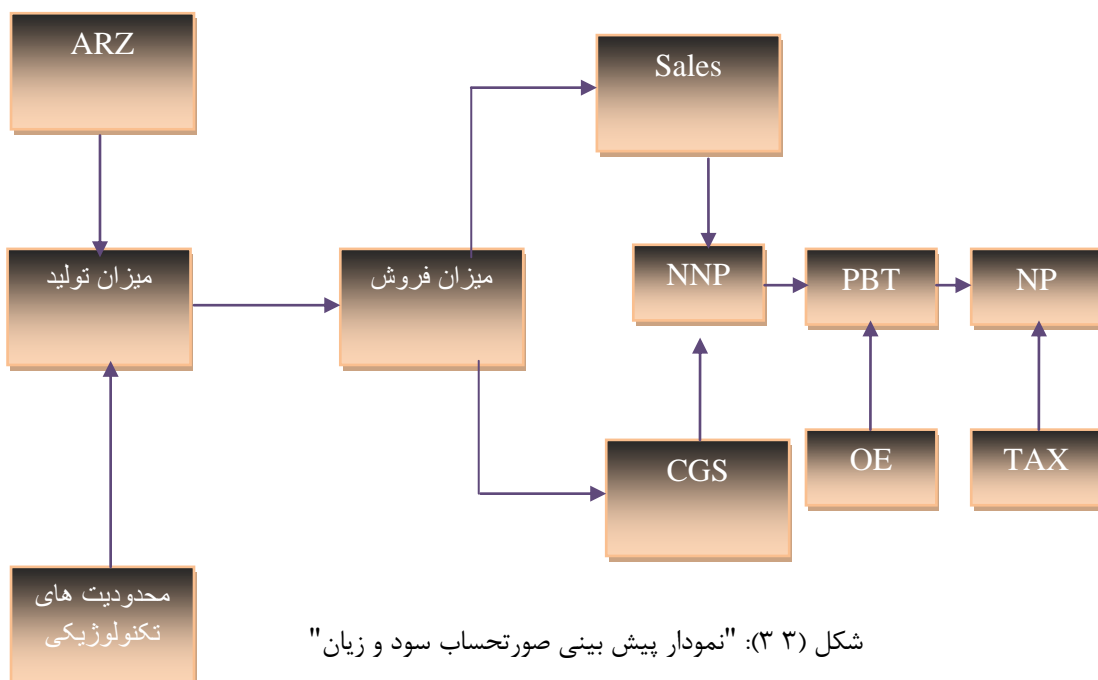 ARZ
Sales
میزان تولید
میزان فروش
NNP
PBT
NP
CGS
OE
TAX
محدودیت های
تکنولوژیکی
شکل (۳ ۳): "نمودار پیش بینی صورتحساب سود و زیان"